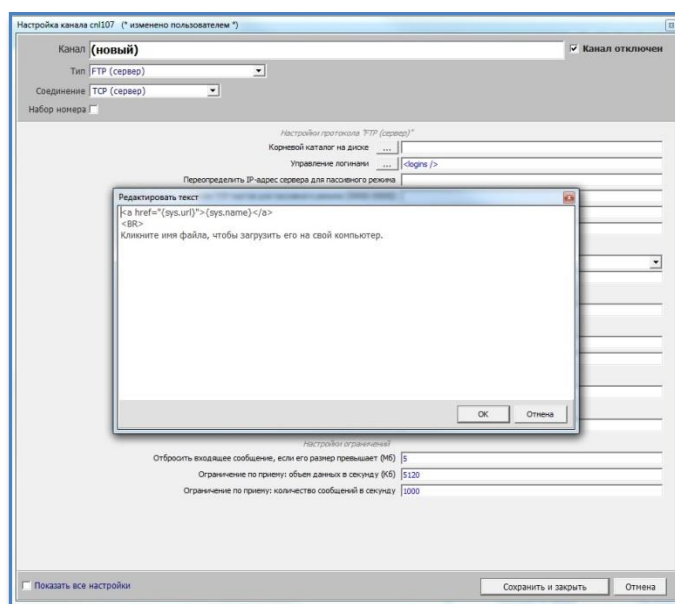 Настройка канала cnl107 (* изменено пользователем *)
Канал (новый) Канал отключен
Тип FTP (сервер)
Соединение TCP (сервер)
Набор номера
Настройки протокола "FTP (сервер)"
Корневой каталог на диске ...
Управление логинами ... <logins />
Переопределить IP-адрес сервера для пассивного режима
Редактировать текст
<a href="{sys.url}">{sys.name}</a>
<BR>
Кликните имя файла, чтобы загрузить его на свой компьютер.
OK Отмена
Настройки ограничений
Отбросить входящее сообщение, если его размер превышает (Мб) 5
Ограничение по приему: объем данных в секунду (Кб) 5120
Ограничение по приему: количество сообщений в секунду 1000
Показать все настройки Сохранить и закрыть Отмена